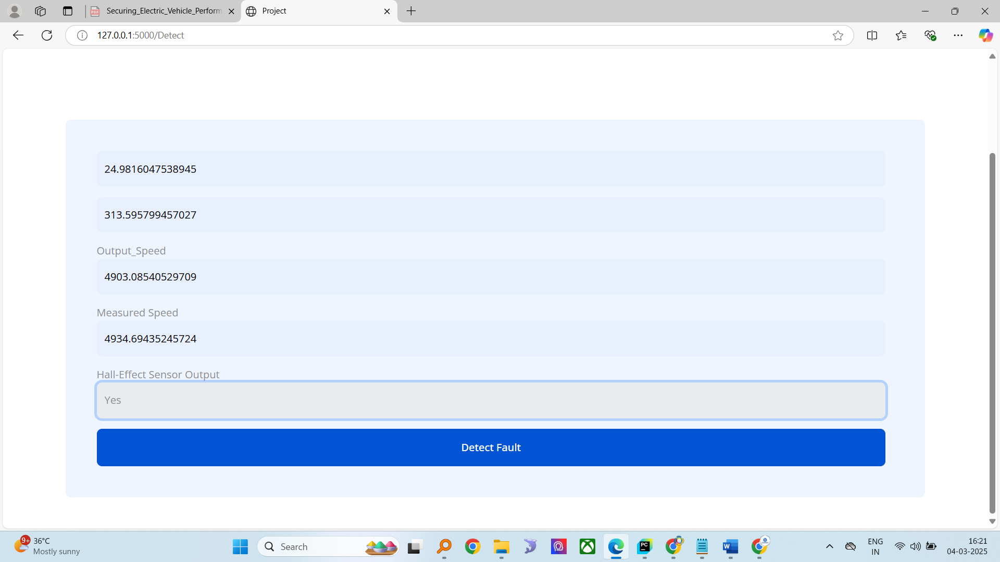 Securing_Electric_Vehicle_Perform
Project
127.0.0.1:5000/Detect
24.9816047538945
313.595799457027
Output_Speed
4903.08540529709
Measured Speed
4934.69435245724
Hall-Effect Sensor Output
Yes
Detect Fault
9+
36°C
Mostly sunny
Search
PC
W
ENG
IN
16:21
04-03-2025